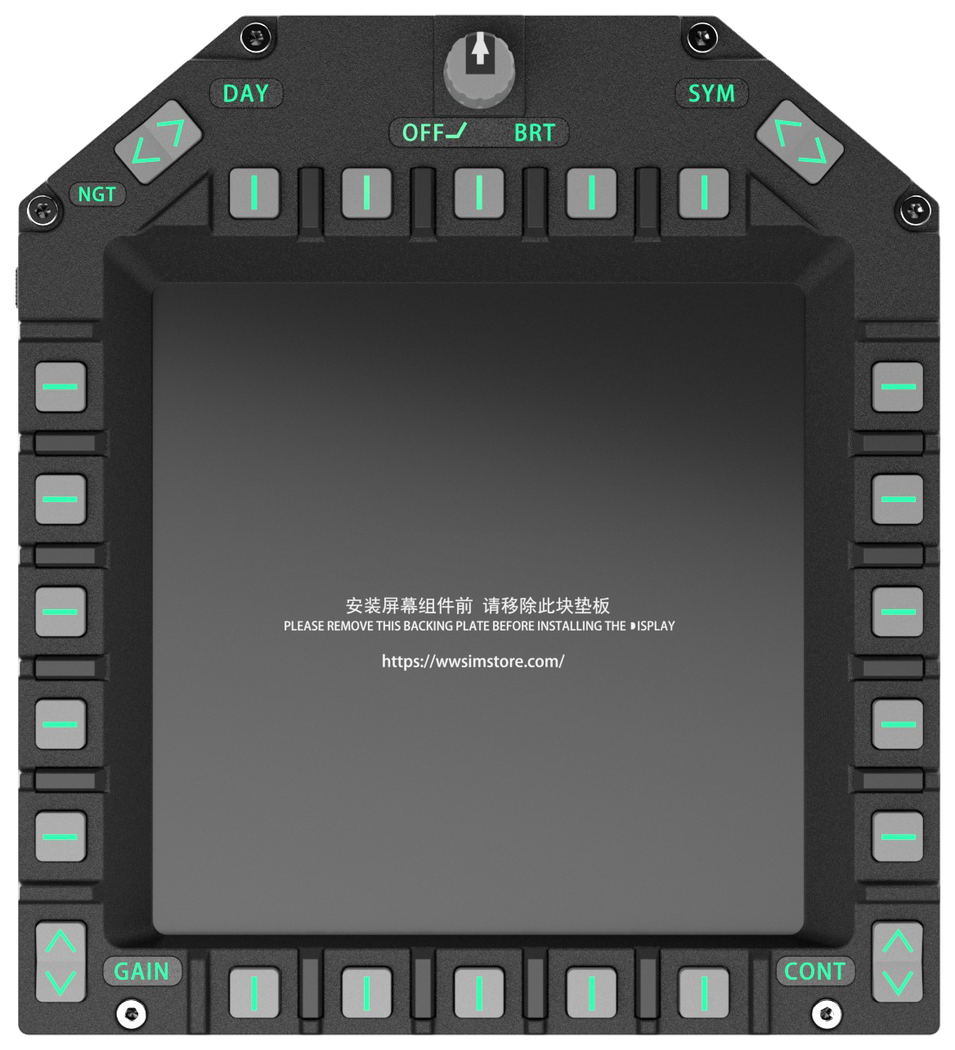 DAY
SYM
OFF BRT
NGT
安装屏幕组件前 请移除此块垫板
PLEASE REMOVE THIS BACKING PLATE BEFORE INSTALLING THE DISPLAY
https://wwsimstore.com/
GAIN
CONT